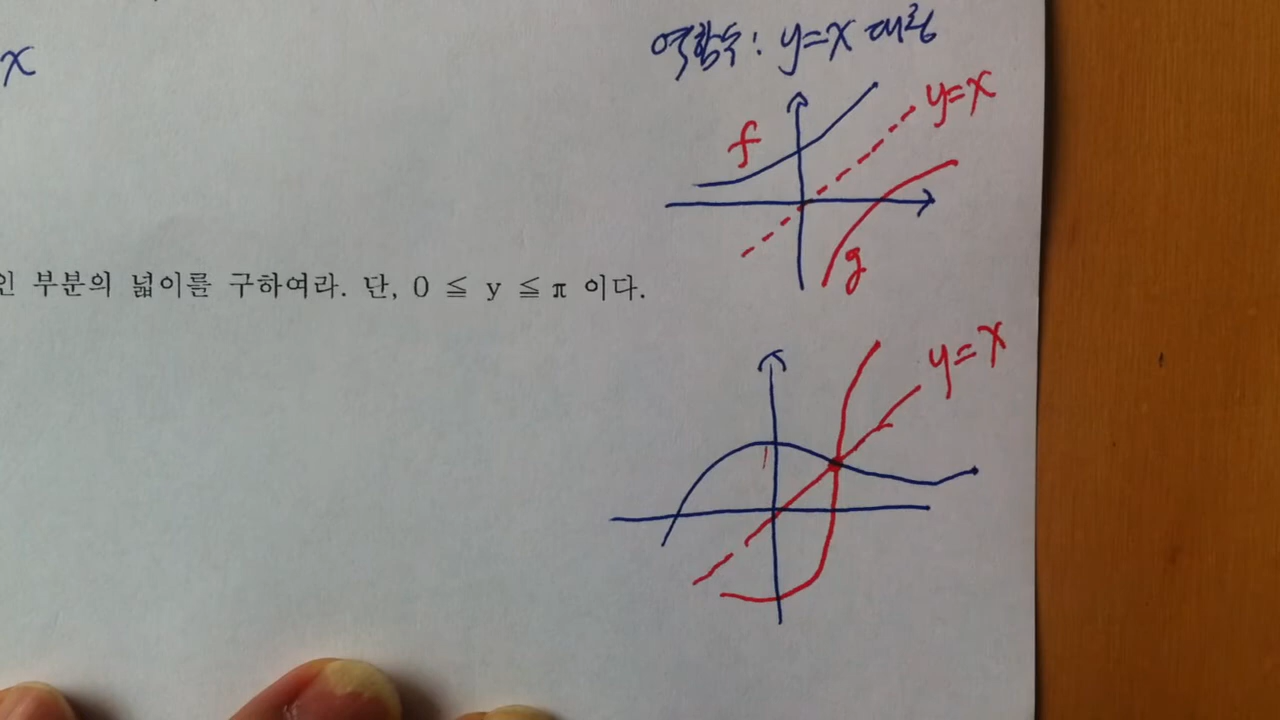 x
역함수: y=x 대칭
y=x
f
g
인 부분의 넓이를 구하여라. 단, 0 ≦ y ≦ π 이다.
y=x